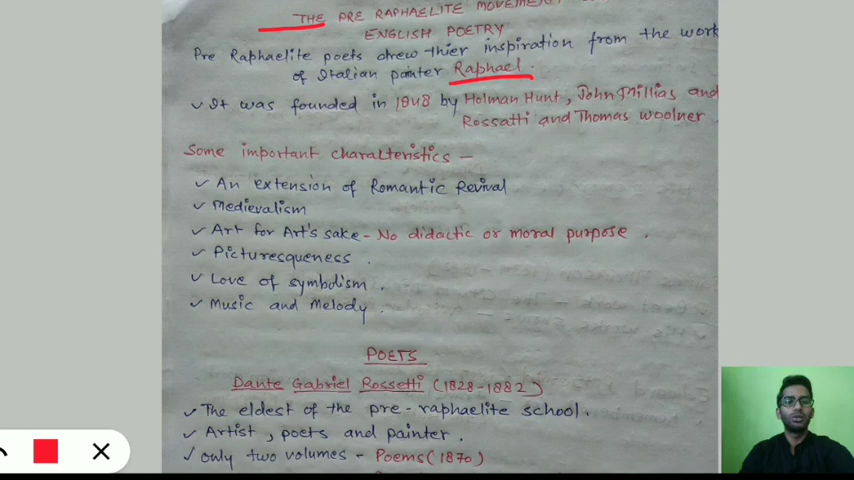 THE PRE RAPHAELITE MOVEMENT
ENGLISH POETRY
Pre Raphaelite poets drew thier inspiration from the work
of Italian painter Raphael.
✓ It was founded in 1848 by Holman Hunt, John Millias and
Rossatti and Thomas Woolner.
Some important characteristics –
✓ An extension of Romantic Revival
✓ Medievalism
✓ Art for Art's sake - No didactic or moral purpose.
✓ Picturesqueness.
✓ Love of symbolism.
✓ Music and Melody.
POETS
Dante Gabriel Rossetti (1828-1882)
✓ The eldest of the pre-raphaelite school.
✓ Artist, poets and painter.
✓ only two volumes - Poems (1870)